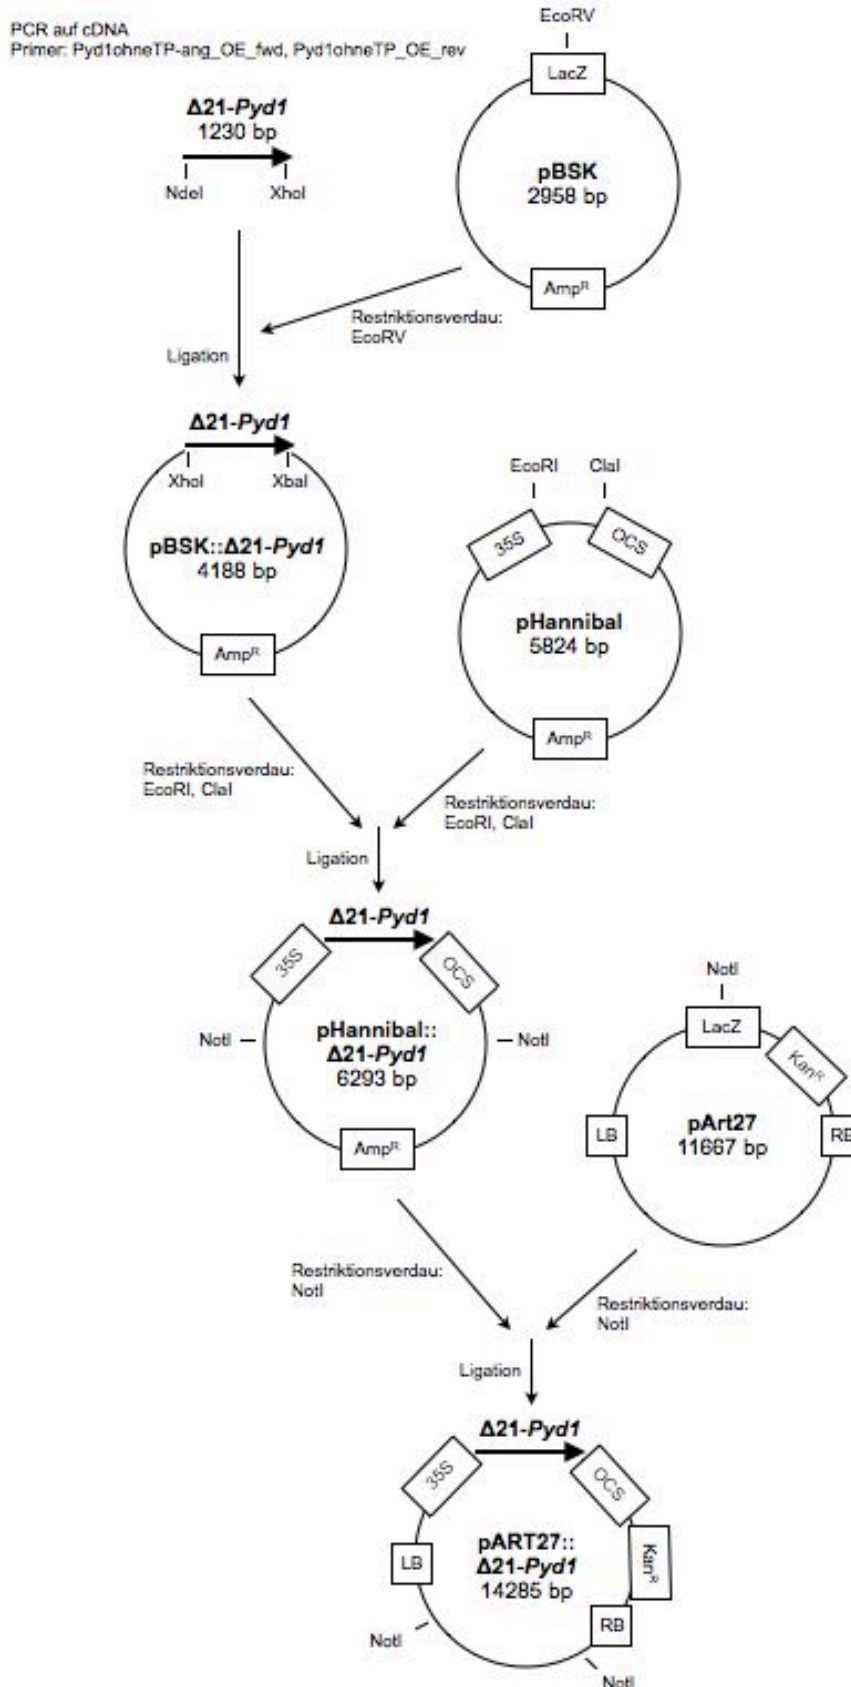 PCR auf cDNA
Primer: Pyd1ohneTP-ang_OE_fwd, Pyd1ohneTP_OE_rev
EcoRV
LacZ
Δ21-Pyd1
1230 bp
NdeI
XhoI
pBSK
2958 bp
AmpR
Restriktionsverdau:
EcoRV
Ligation
Δ21-Pyd1
XhoI
XbaI
pBSK::Δ21-Pyd1
4188 bp
AmpR
EcoRI
ClaI
35S
OCS
pHannibal
5824 bp
AmpR
Restriktionsverdau:
EcoRI, ClaI
Restriktionsverdau:
EcoRI, ClaI
Ligation
Δ21-Pyd1
35S
OCS
NotI
NotI
pHannibal::
Δ21-Pyd1
6293 bp
AmpR
NotI
LacZ
KanR
LB
RB
pArt27
11667 bp
Restriktionsverdau:
NotI
Restriktionsverdau:
NotI
Ligation
Δ21-Pyd1
35S
OCS
LB
KanR
pART27::
Δ21-Pyd1
14285 bp
RB
NotI
NotI